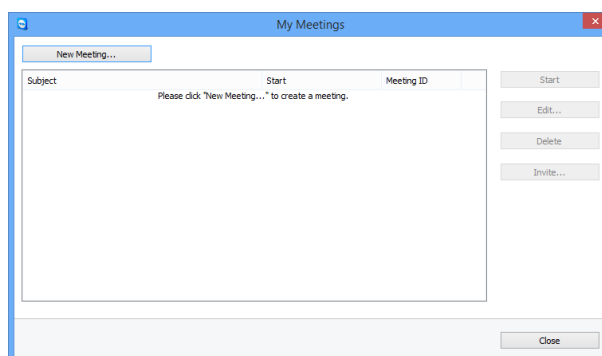 My Meetings
New Meeting...
Subject Start Meeting ID
Please click "New Meeting..." to create a meeting.
Start
Edit...
Delete
Invite...
Close